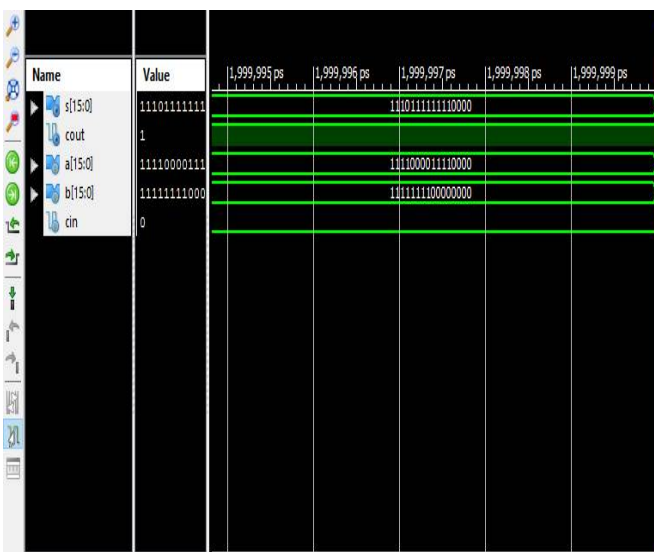 Name Value 1,999,995 ps 1,999,996 ps 1,999,997 ps 1,999,998 ps 1,999,999 ps
s[15:0] 11101111111 1110111111110000
cout 1
a[15:0] 11110000111 1111000011110000
b[15:0] 11111111000 1111111100000000
cin 0